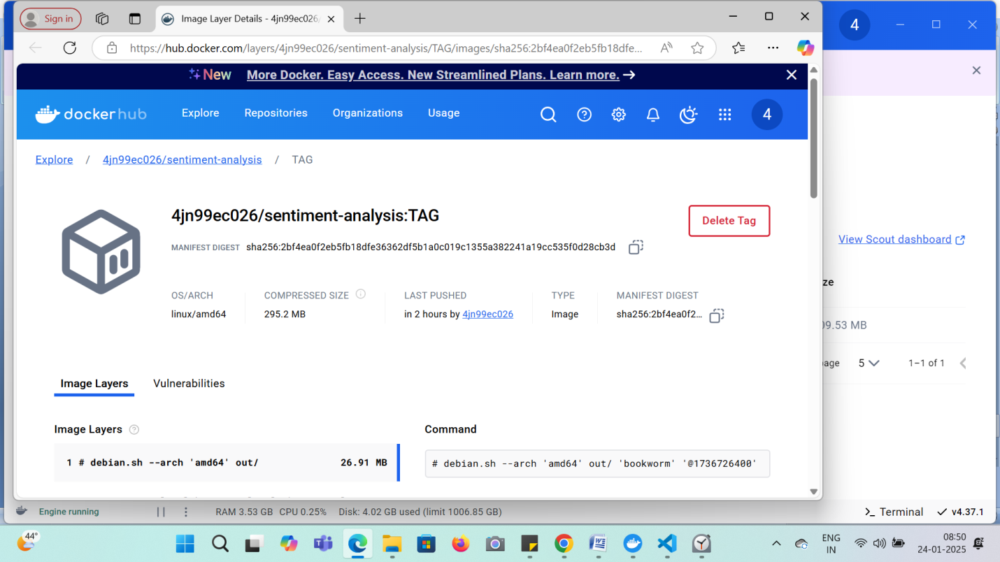 Sign in
Image Layer Details - 4jn99ec026/
4
https://hub.docker.com/layers/4jn99ec026/sentiment-analysis/TAG/images/sha256:2bf4ea0f2eb5fb18dfe...
New More Docker. Easy Access. New Streamlined Plans. Learn more. →
dockerhub Explore Repositories Organizations Usage 4
Explore / 4jn99ec026/sentiment-analysis / TAG
4jn99ec026/sentiment-analysis:TAG
Delete Tag
MANIFEST DIGEST sha256:2bf4ea0f2eb5fb18dfe36362df5b1a0c019c1355a382241a19cc535f0d28cb3d
View Scout dashboard
ze
OS/ARCH COMPRESSED SIZE LAST PUSHED TYPE MANIFEST DIGEST
linux/amd64 295.2 MB in 2 hours by 4jn99ec026 Image sha256:2bf4ea0f2...
9.53 MB
age 5 1–1 of 1
Image Layers Vulnerabilities
Image Layers Command
1 # debian.sh --arch 'amd64' out/ 26.91 MB
# debian.sh --arch 'amd64' out/ 'bookworm' '@1736726400'
Engine running RAM 3.53 GB CPU 0.25% Disk: 4.02 GB used (limit 1006.85 GB) Terminal v4.37.1
44°
ENG
IN
08:50
24-01-2025